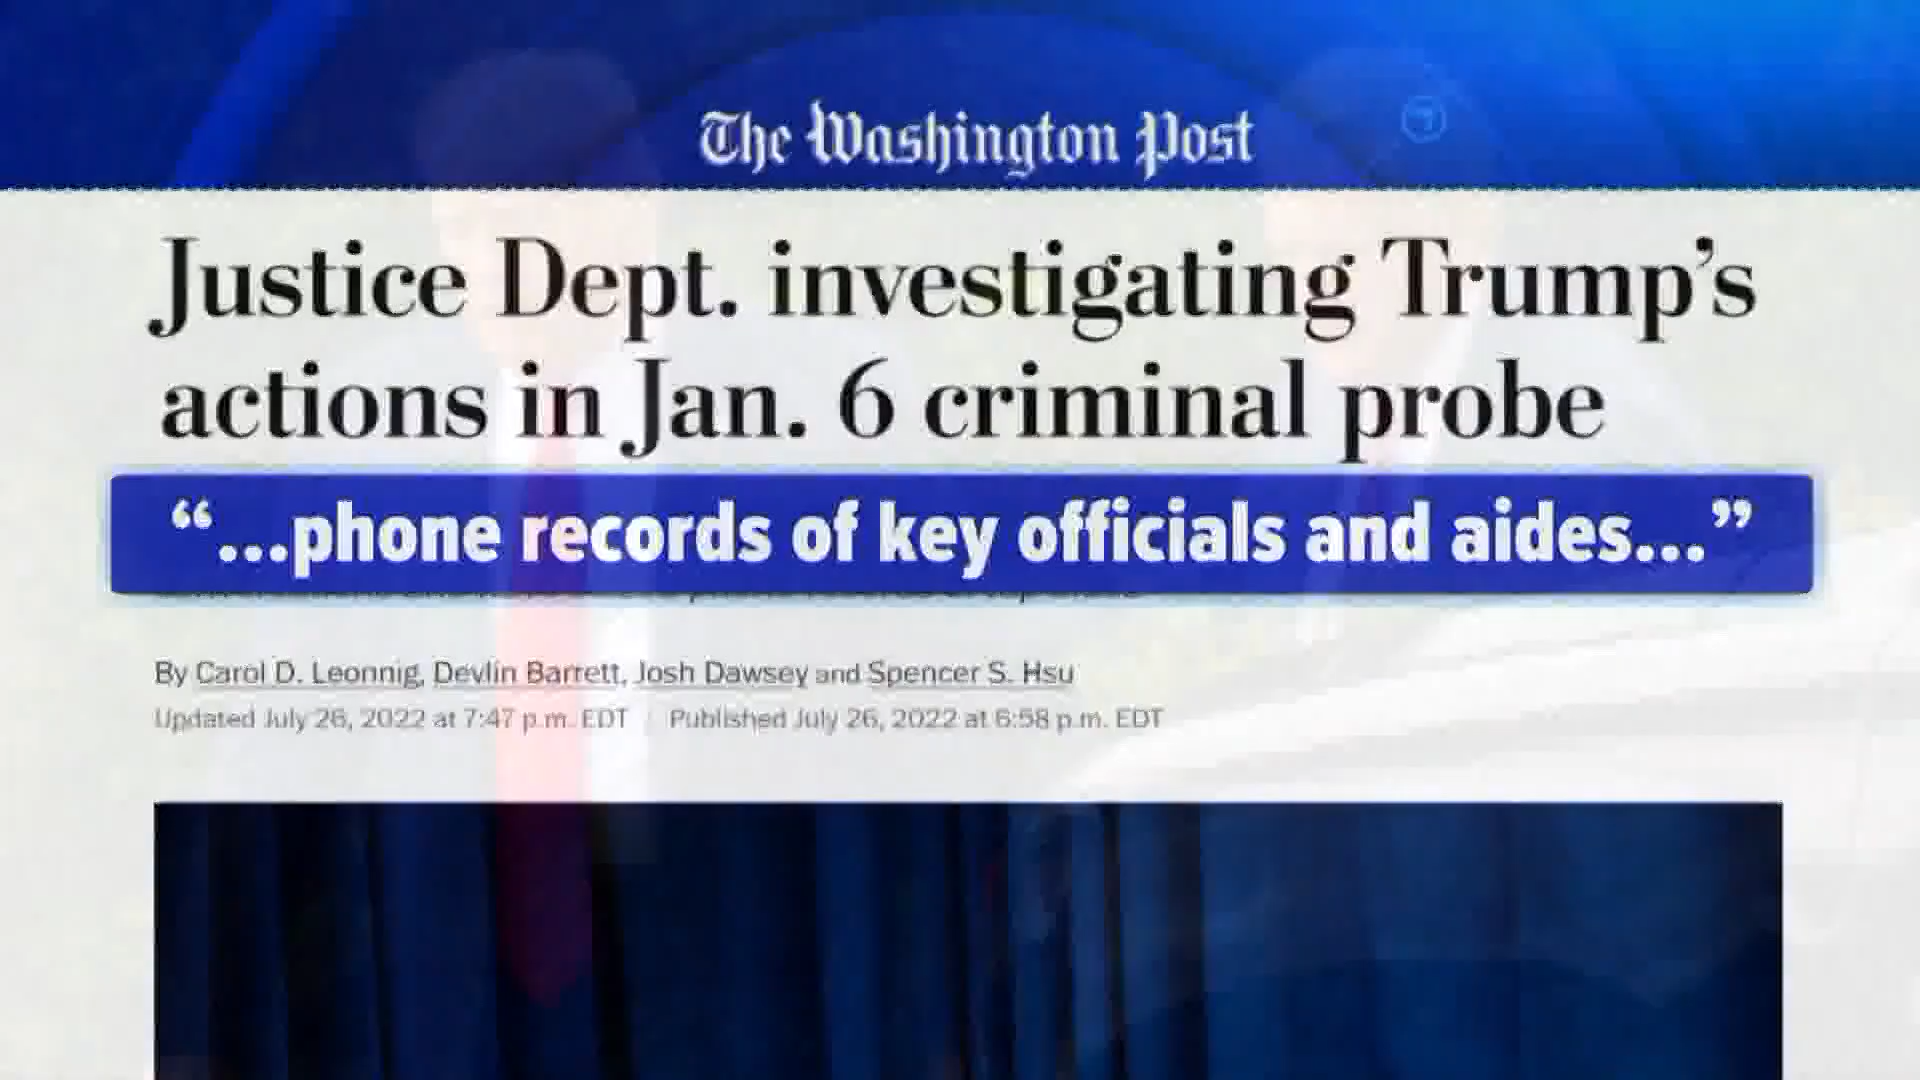 The Washington Post
Justice Dept. investigating Trump’s
actions in Jan. 6 criminal probe
“...phone records of key officials and aides...”
By Carol D. Leonnig, Devlin Barrett, Josh Dawsey and Spencer S. Hsu
Updated July 26, 2022 at 7:47 p.m. EDT | Published July 26, 2022 at 6:58 p.m. EDT